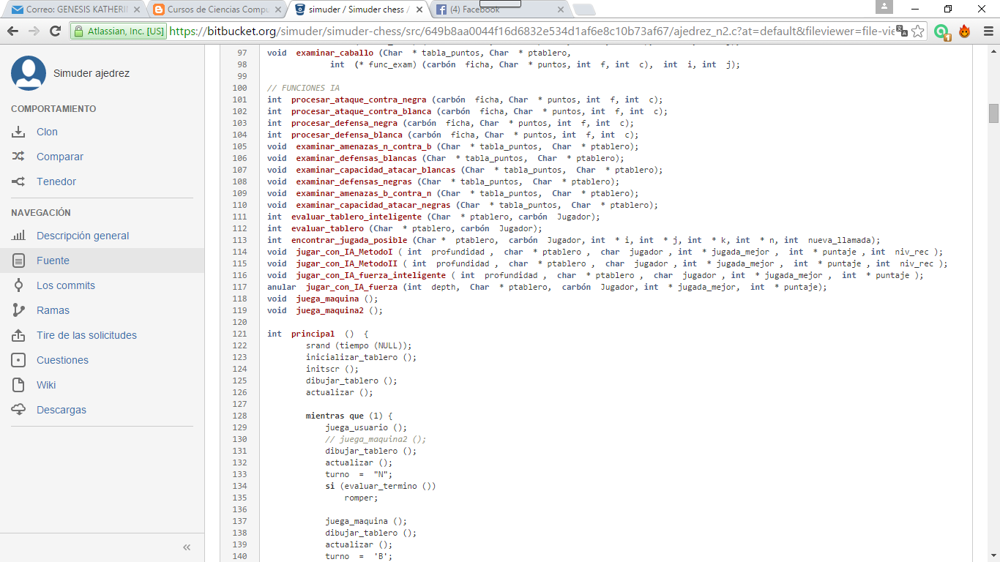 Correo: GENESIS KATHERI
Cursos de Ciencias Compu
simuder / Simuder chess /
(4) Facebook
Atlassian, Inc. [US]
https://bitbucket.org/simuder/simuder-chess/src/649b8aa0044f16d6832e534d1af6e8c10b73af67/ajedrez_n2.c?at=default&fileviewer=file-vie
1
Simuder ajedrez
COMPORTAMIENTO
Clon
Comparar
Tenedor
NAVEGACIÓN
Descripción general
Fuente
Los commits
Ramas
Tire de las solicitudes
Cuestiones
Wiki
Descargas
«
97 void examinar_caballo (Char * tabla_puntos, Char * ptablero,
98 int (* func_exam) (carbón ficha, Char * puntos, int f, int c), int i, int j);
99
100 // FUNCIONES IA
101 int procesar_ataque_contra_negra (carbón ficha, Char * puntos, int f, int c);
102 int procesar_ataque_contra_blanca (carbón ficha, Char * puntos, int f, int c);
103 int procesar_defensa_negra (carbón ficha, Char * puntos, int f, int c);
104 int procesar_defensa_blanca (carbón ficha, Char * puntos, int f, int c);
105 void examinar_amenazas_n_contra_b (Char * tabla_puntos, Char * ptablero);
106 void examinar_defensas_blancas (Char * tabla_puntos, Char * ptablero);
107 void examinar_capacidad_atacar_blancas (Char * tabla_puntos, Char * ptablero);
108 void examinar_defensas_negras (Char * tabla_puntos, Char * ptablero);
109 void examinar_amenazas_b_contra_n (Char * tabla_puntos, Char * ptablero);
110 void examinar_capacidad_atacar_negras (Char * tabla_puntos, Char * ptablero);
111 int evaluar_tablero_inteligente (Char * ptablero, carbón Jugador);
112 int evaluar_tablero (Char * ptablero, carbón Jugador);
113 int encontrar_jugada_posible (Char * ptablero, carbón Jugador, int * i, int * j, int * k, int * n, int nueva_llamada);
114 void jugar_con_IA_MetodoI ( int profundidad , char * ptablero , char jugador , int * jugada_mejor , int * puntaje , int niv_rec );
115 void jugar_con_IA_MetodoII ( int profundidad , char * ptablero , char jugador , int * jugada_mejor , int * puntaje , int niv_rec );
116 void jugar_con_IA_fuerza_inteligente ( int profundidad , char * ptablero , char jugador , int * jugada_mejor , int * puntaje );
117 anular jugar_con_IA_fuerza (int depth, Char * ptablero, carbón Jugador, int * jugada_mejor, int * puntaje);
118 void juega_maquina ();
119 void juega_maquina2 ();
120
121 int principal () {
122 srand (tiempo (NULL));
123 inicializar_tablero ();
124 initscr ();
125 dibujar_tablero ();
126 actualizar ();
127
128 mientras que (1) {
129 juega_usuario ();
130 // juega_maquina2 ();
131 dibujar_tablero ();
132 actualizar ();
133 turno = "N";
134 si (evaluar_termino ())
135 romper;
136
137 juega_maquina ();
138 dibujar_tablero ();
139 actualizar ();
140 turno = 'B';